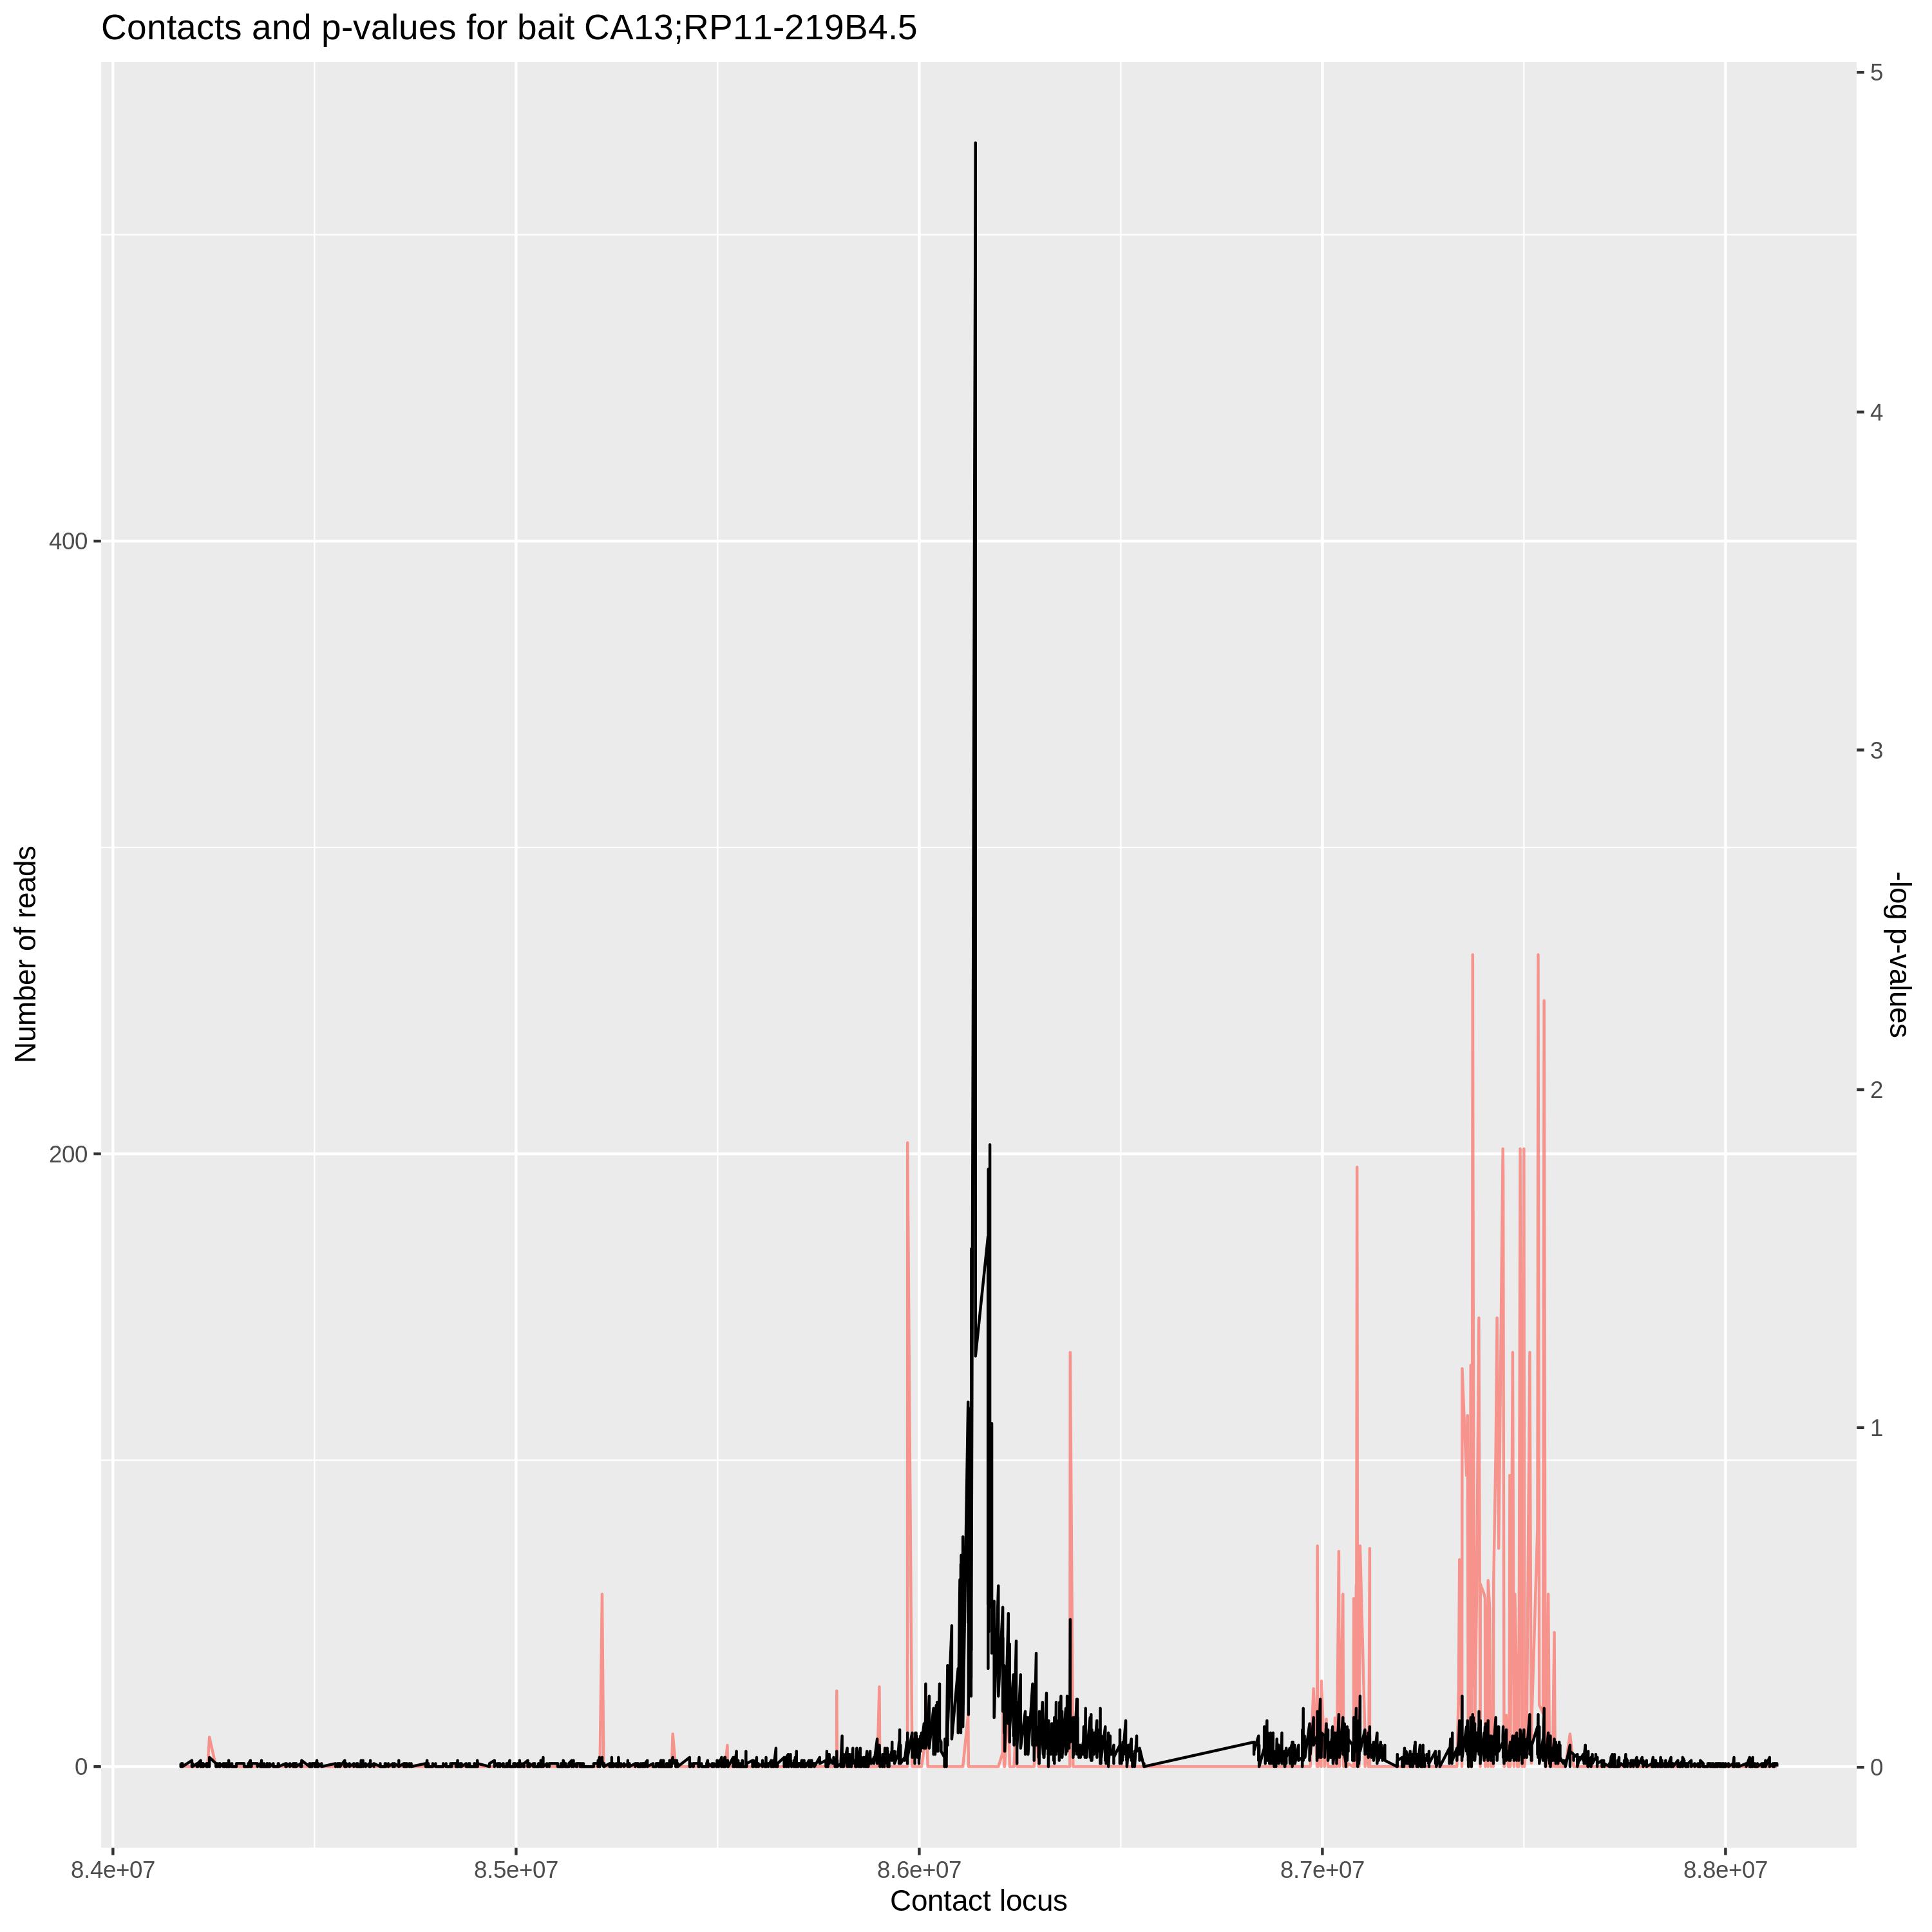 Contacts and p-values for bait CA13;RP11-219B4.5
Number of reads
400
200
0
5
4
3
2
1
0
-log p-values
8.4e+07
8.5e+07
8.6e+07
8.7e+07
8.8e+07
Contact locus